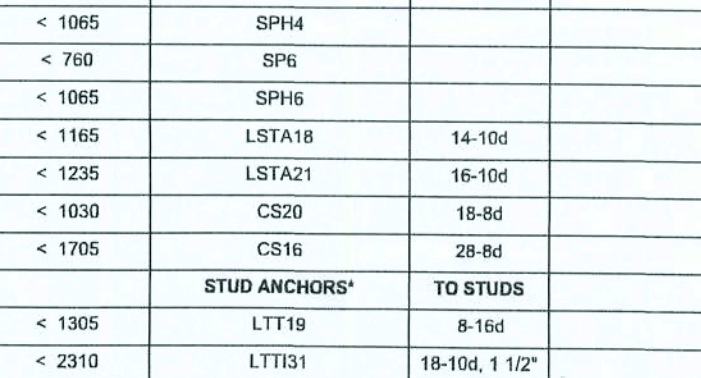 < 1065 SPH4
< 760 SP6
< 1065 SPH6
< 1165 LSTA18 14-10d
< 1235 LSTA21 16-10d
< 1030 CS20 18-8d
< 1705 CS16 28-8d
STUD ANCHORS* TO STUDS
< 1305 LTT19 8-16d
< 2310 LTTI31 18-10d, 1 1/2"